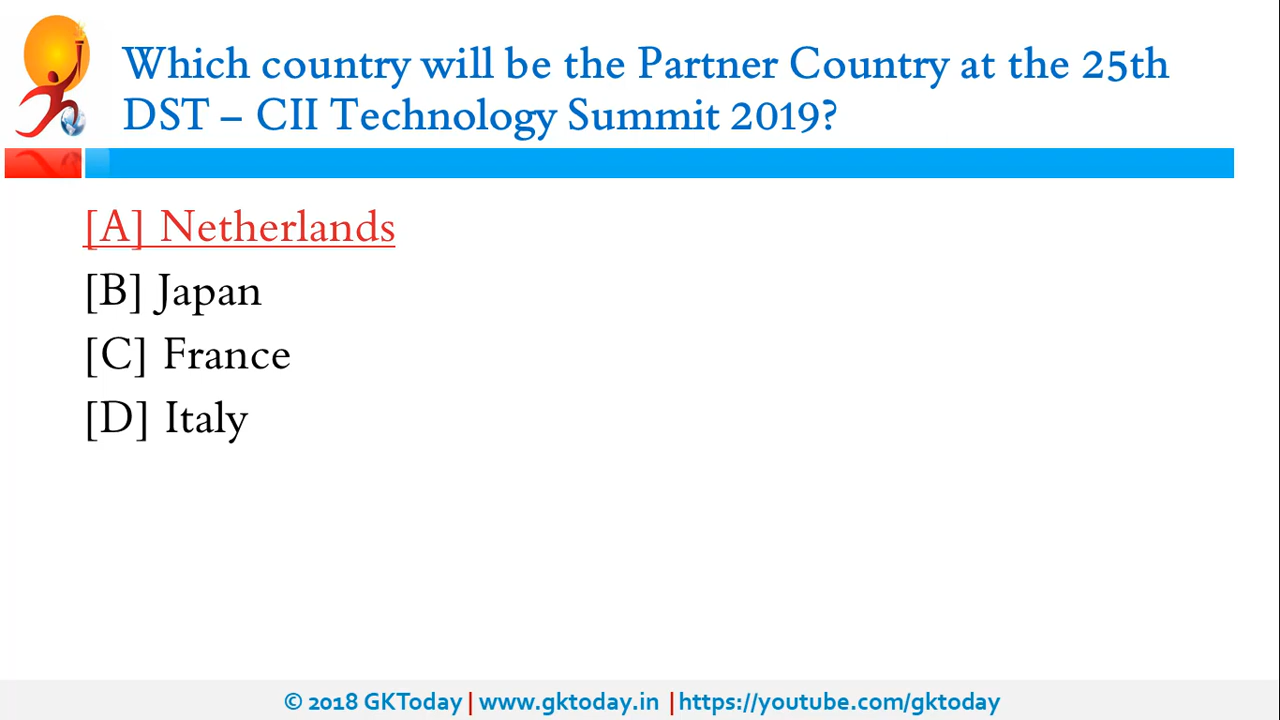 Which country will be the Partner Country at the 25th
DST – CII Technology Summit 2019?
[A] Netherlands
[B] Japan
[C] France
[D] Italy
© 2018 GKToday | www.gktoday.in | https://youtube.com/gktoday